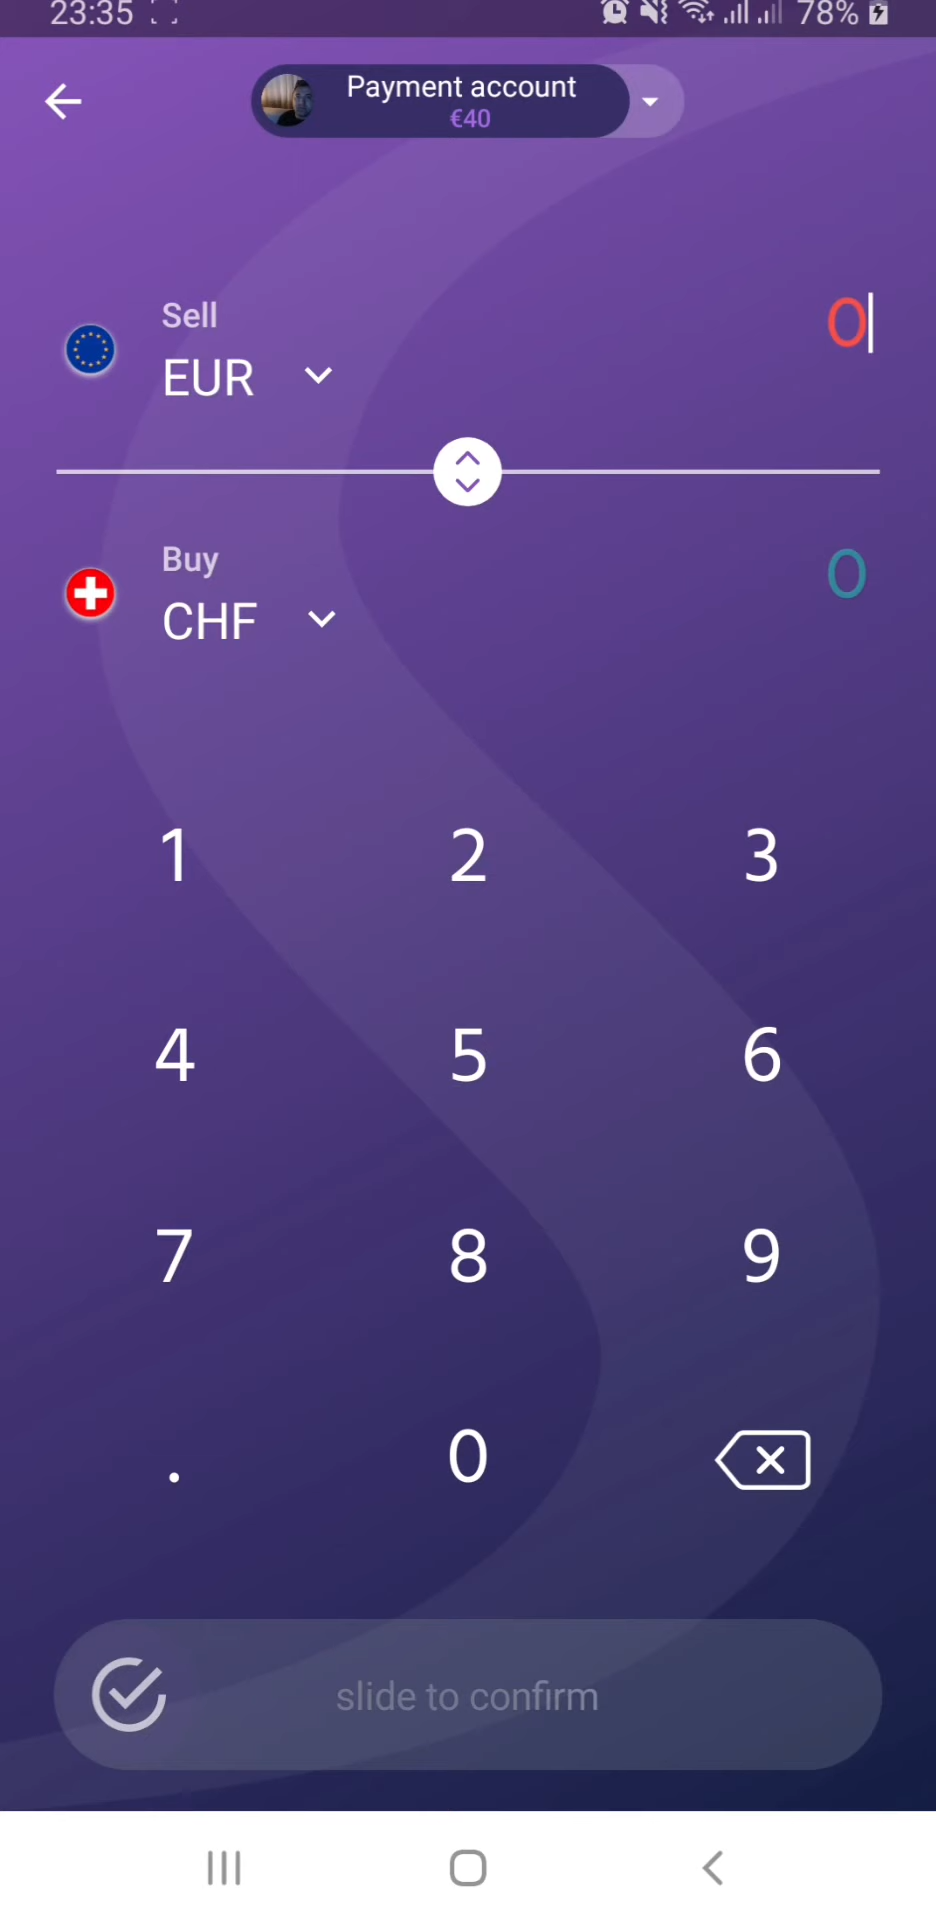 23:35 78%
Payment account
€40
Sell
0
EUR
Buy
0
CHF
1 2 3
4 5 6
7 8 9
. 0
slide to confirm